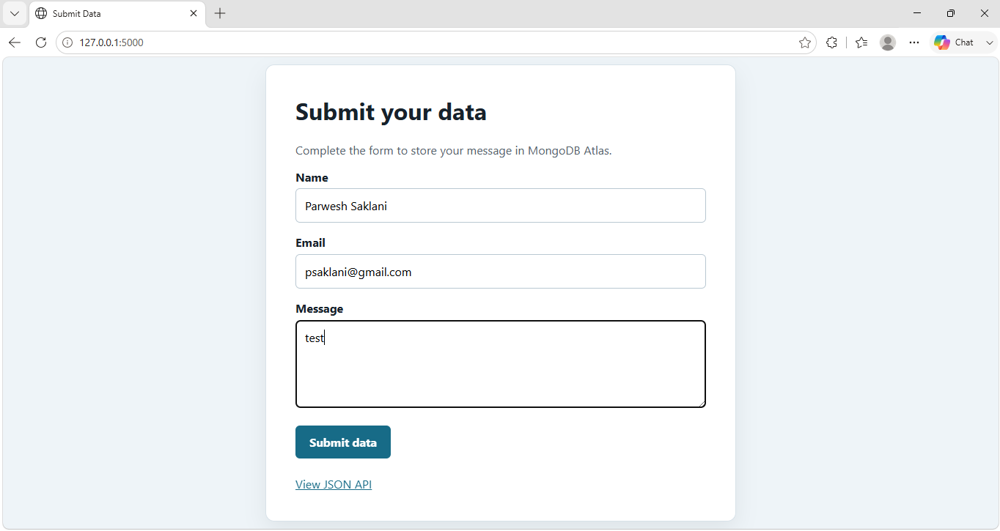 Submit Data
127.0.0.1:5000
Chat
Submit your data
Complete the form to store your message in MongoDB Atlas.
Name
Parwesh Saklani
Email
psaklani@gmail.com
Message
test
Submit data
View JSON API